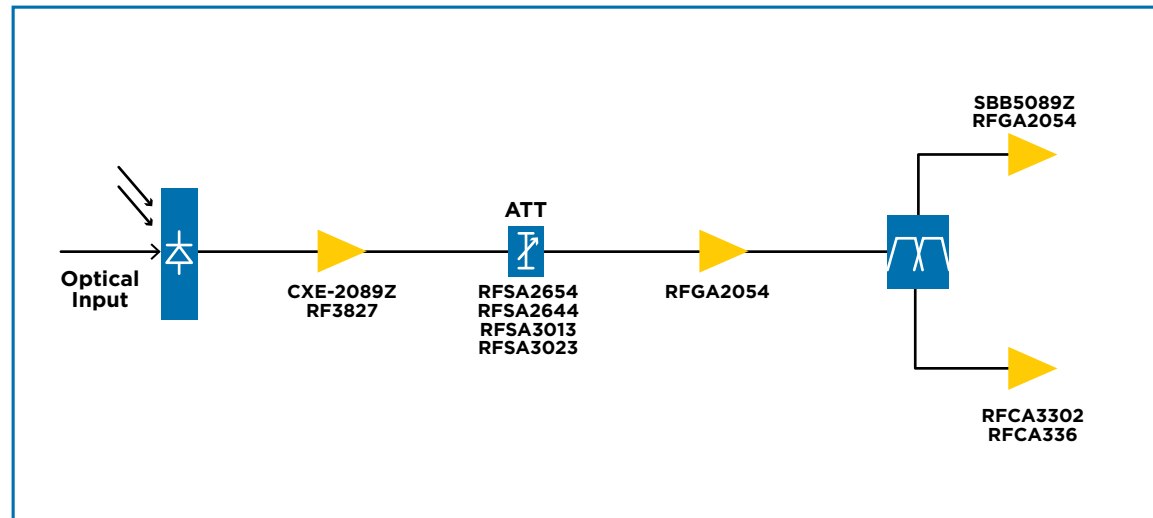 SBB5089Z
RFGA2054
ATT
Optical
Input
CXE-2089Z
RF3827
RFSA2654
RFSA2644
RFSA3013
RFSA3023
RFGA2054
RFCA3302
RFCA336